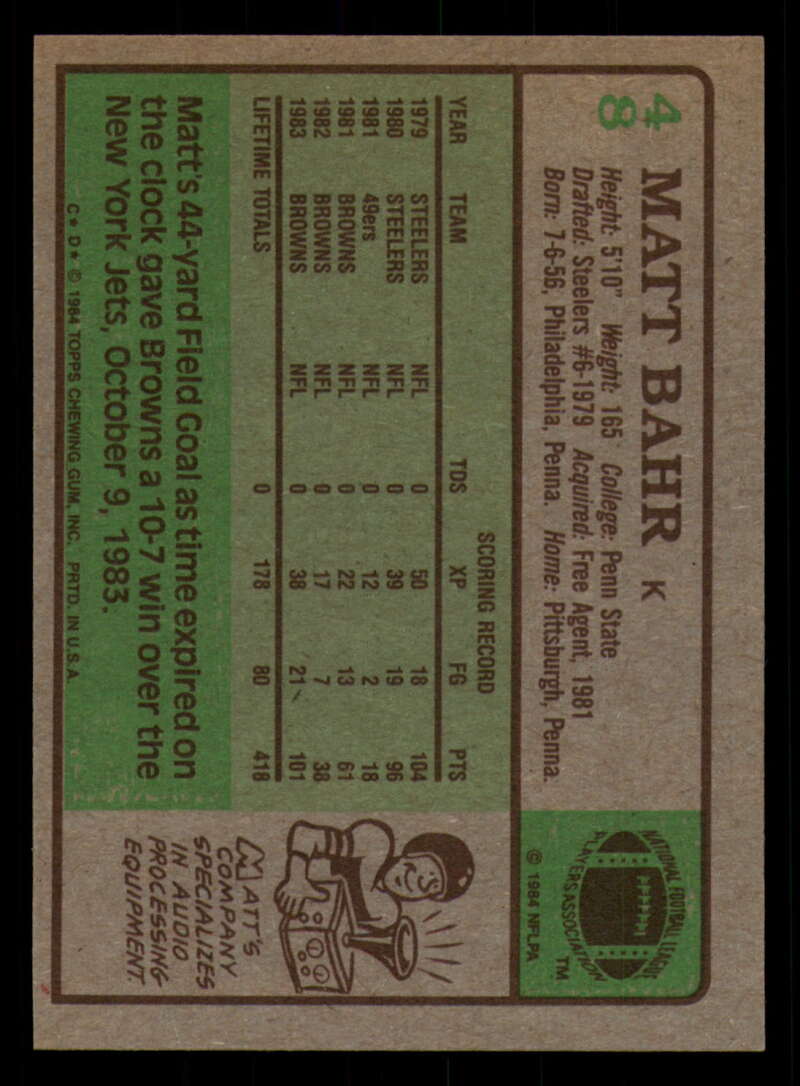 48
MATT BAHR K
Height: 5'10" Weight: 165 College: Penn State
Drafted: Steelers #6-1979 Acquired: Free Agent, 1981
Born: 7-6-56, Philadelphia, Penna. Home: Pittsburgh, Penna.
NATIONAL FOOTBALL LEAGUE
PLAYERS ASSOCIATION
TM
© 1984 NFLPA
SCORING RECORD
YEAR TEAM TDS XP FG PTS
1979 STEELERS NFL 0 50 18 104
1980 STEELERS NFL 0 39 19 96
1981 49ers NFL 0 12 2 18
1981 BROWNS NFL 0 22 13 61
1982 BROWNS NFL 0 17 7 38
1983 BROWNS NFL 0 38 21 101
LIFETIME TOTALS 0 178 80 418
Matt's 44-yard Field Goal as time expired on
the clock gave Browns a 10-7 win over the
New York Jets, October 9, 1983.
C* D* © 1984 TOPPS CHEWING GUM, INC. PRTD. IN U.S.A.
MATT'S
COMPANY
SPECIALIZES
IN AUDIO
PROCESSING
EQUIPMENT.